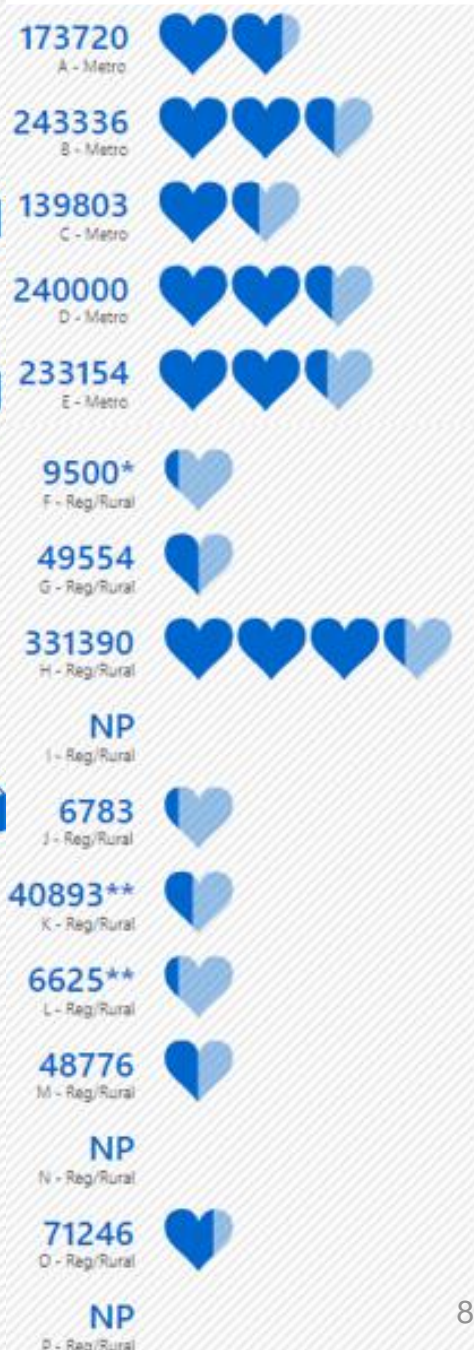 173720
A - Metro
243336
B - Metro
139803
C - Metro
240000
D - Metro
233154
E - Metro
9500*
F - Reg/Rural
49554
G - Reg/Rural
331390
H - Reg/Rural
NP
I - Reg/Rural
6783
J - Reg/Rural
40893**
K - Reg/Rural
6625**
L - Reg/Rural
48776
M - Reg/Rural
NP
N - Reg/Rural
71246
O - Reg/Rural
NP
P - Reg/Rural
8